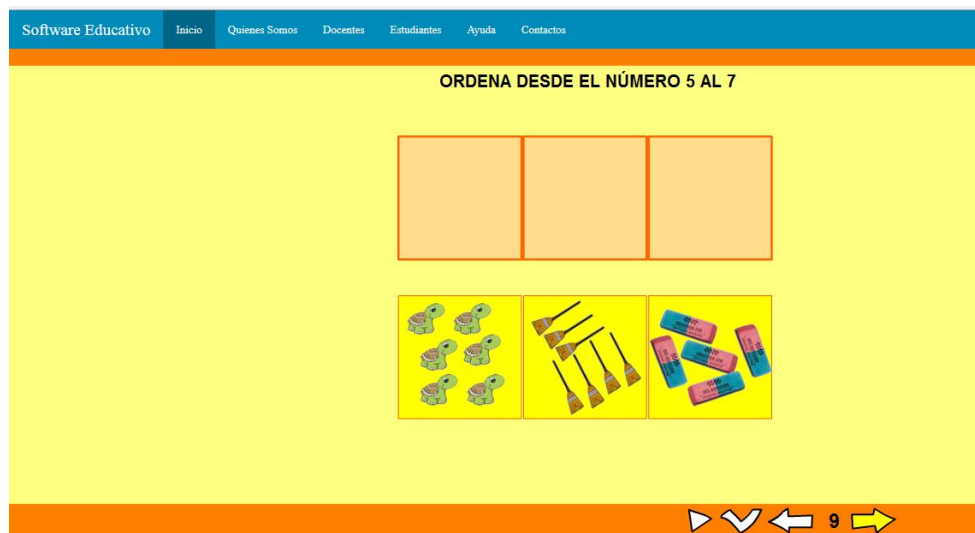 Software Educativo Inicio Quienes Somos Docentes Estudiantes Ayuda Contactos
ORDENA DESDE EL NÚMERO 5 AL 7
9